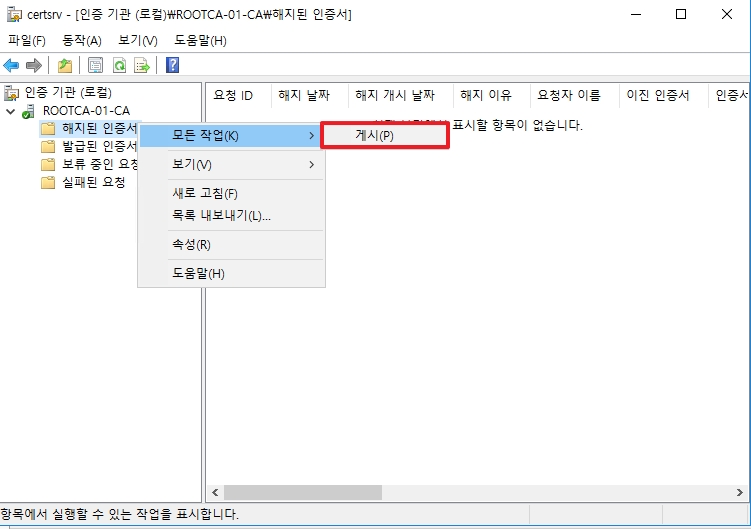 certsrv - [인증 기관 (로컬)₩ROOTCA-01-CA₩해지된 인증서]
파일(F) 동작(A) 보기(V) 도움말(H)
인증 기관 (로컬)
ROOTCA-01-CA
해지된 인증서
발급된 인증서
보류 중인 요청
실패된 요청
요청 ID 해지 날짜 해지 개시 날짜 해지 이유 요청자 이름 이진 인증서 인증서
표시할 항목이 없습니다.
모든 작업(K)
게시(P)
보기(V)
새로 고침(F)
목록 내보내기(L)...
속성(R)
도움말(H)
항목에서 실행할 수 있는 작업을 표시합니다.